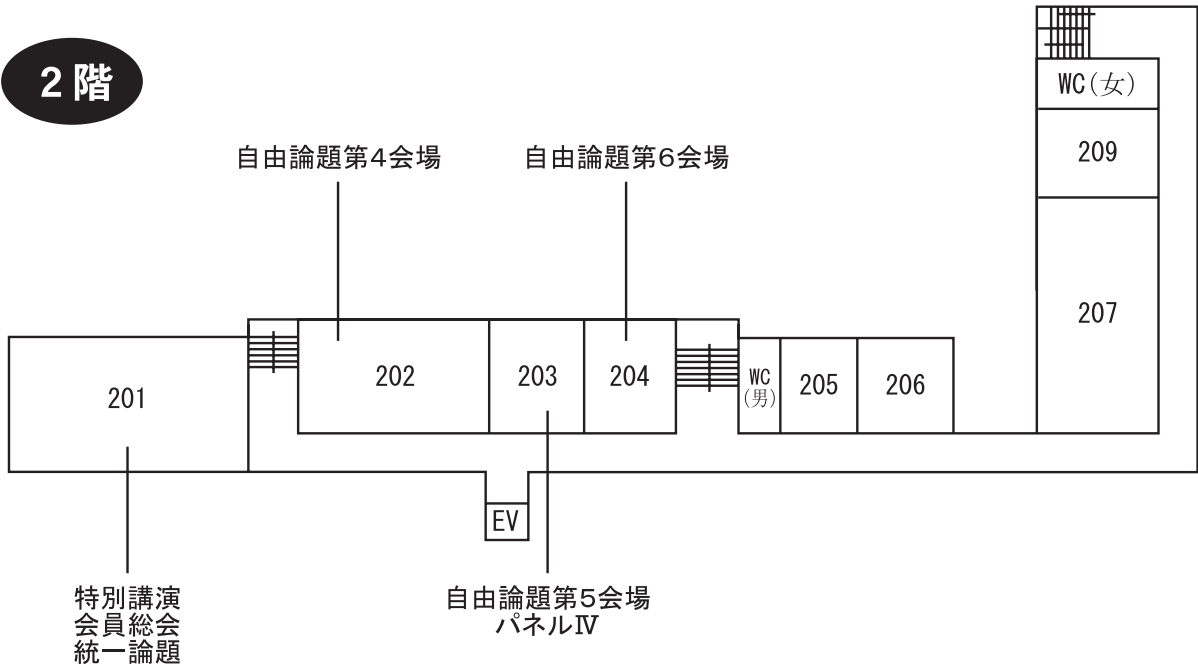 2階
自由論題第4会場
自由論題第6会場
WC(女)
209
207
201
202
203
204
WC
(男)
205
206
EV
特別講演
会員総会
統一論題
自由論題第5会場
パネルⅣ